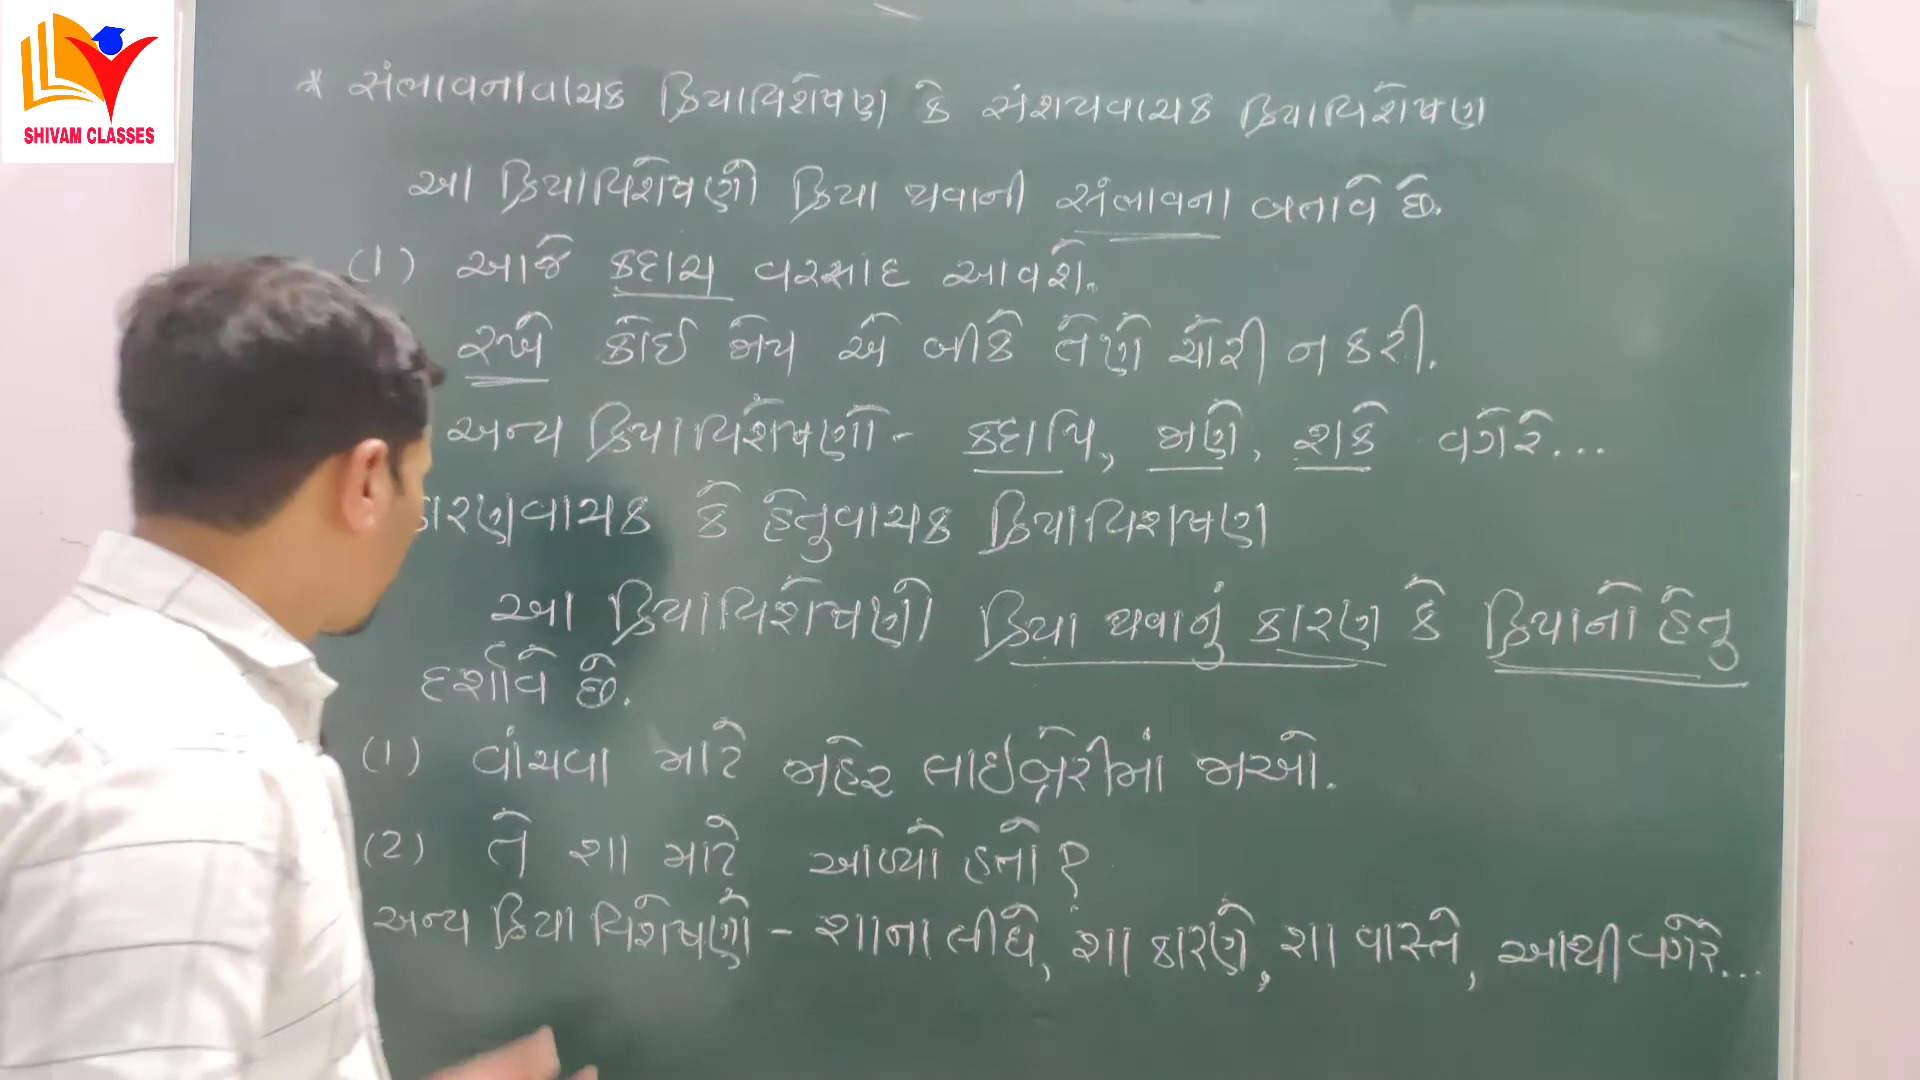 SHIVAM CLASSES
* સંભાવનાવાચક ક્રિયાવિશેષણ કે સંશયવાચક ક્રિયાવિશેષણ
આ ક્રિયાવિશેષણો ક્રિયા થવાની સંભાવના બતાવે છે.
(1) આજે કદાચ વરસાદ આવશે.
રખે કોઈ જોય એ બીકે તેણે ચોરી ન કરી.
અન્ય ક્રિયાવિશેષણો - કદાપિ, જાણે, શકે વગેરે...
કારણવાચક કે હેતુવાચક ક્રિયાવિશેષણ
આ ક્રિયાવિશેષણો ક્રિયા થવાનું કારણ કે ક્રિયાનો હેતુ
દર્શાવે છે.
(1) વાંચવા માટે જાહેર લાઇબ્રેરીમાં જાઓ.
(2) તે શા માટે આવ્યો હતો ?
અન્ય ક્રિયાવિશેષણો - શાના લીધે, શા કારણે, શા વાસ્તે, આથી વગેરે...